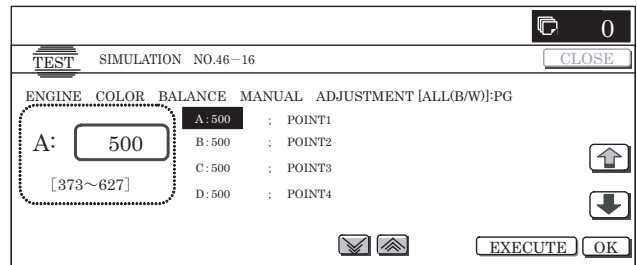 0
TEST SIMULATION NO.46−16 CLOSE
ENGINE COLOR BALANCE MANUAL ADJUSTMENT [ALL(B/W)]:PG
A: 500
[373～627]
A:500 ; POINT1
B:500 ; POINT2
C:500 ; POINT3
D:500 ; POINT4
EXECUTE OK